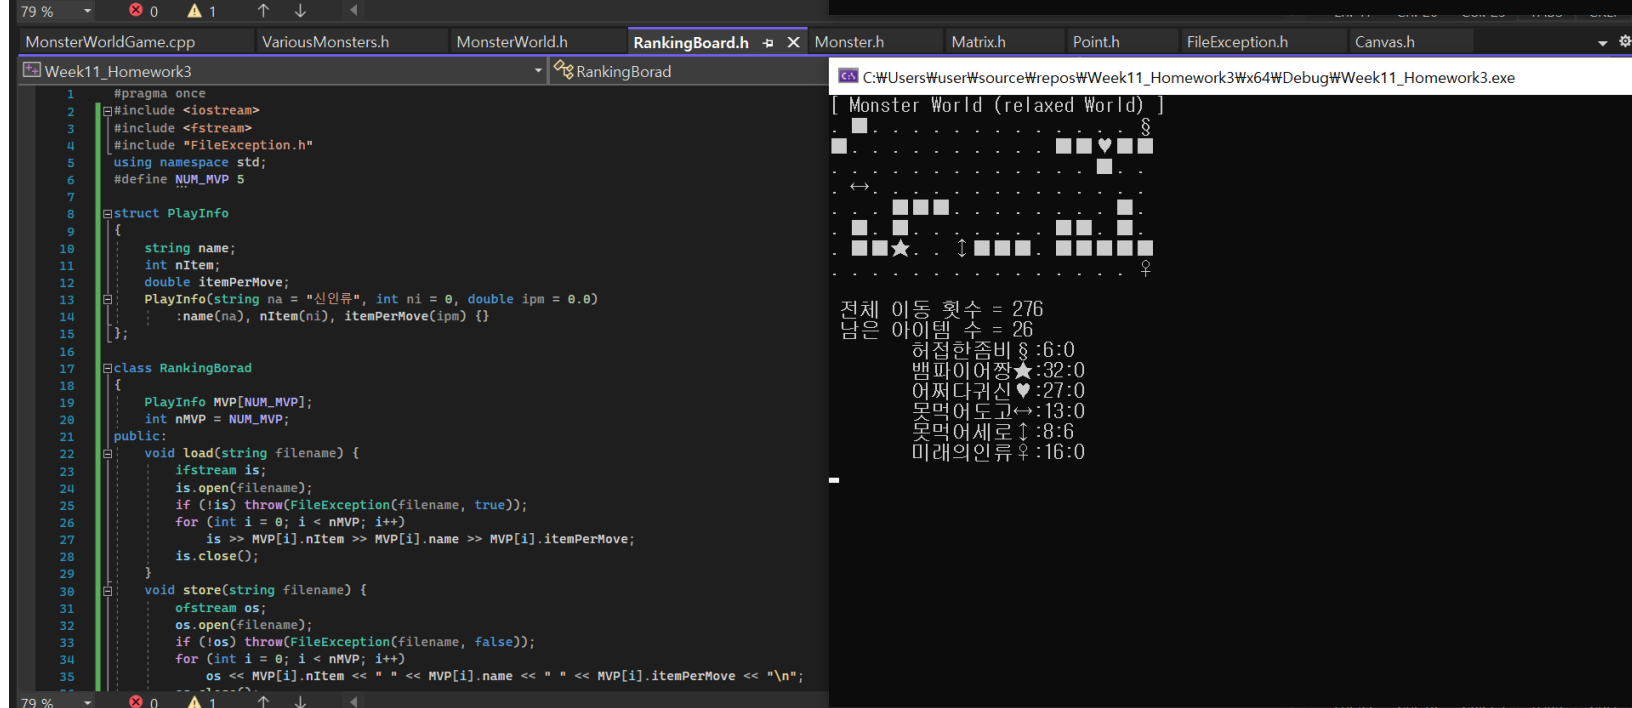 79 % 0 1
MonsterWorldGame.cpp VariousMonsters.h MonsterWorld.h RankingBoard.h Monster.h Matrix.h Point.h FileException.h Canvas.h
Week11_Homework3 RankingBorad
1 #pragma once
2 #include <iostream>
3 #include <fstream>
4 #include "FileException.h"
5 using namespace std;
6 #define NUM_MVP 5
7
8 struct PlayInfo
9 {
10 string name;
11 int nItem;
12 double itemPerMove;
13 PlayInfo(string na = "신인류", int ni = 0, double ipm = 0.0)
14 :name(na), nItem(ni), itemPerMove(ipm) {}
15 };
16
17 class RankingBorad
18 {
19 PlayInfo MVP[NUM_MVP];
20 int nMVP = NUM_MVP;
21 public:
22 void load(string filename) {
23 ifstream is;
24 is.open(filename);
25 if (!is) throw(FileException(filename, true));
26 for (int i = 0; i < nMVP; i++)
27 is >> MVP[i].nItem >> MVP[i].name >> MVP[i].itemPerMove;
28 is.close();
29 }
30 void store(string filename) {
31 ofstream os;
32 os.open(filename);
33 if (!os) throw(FileException(filename, false));
34 for (int i = 0; i < nMVP; i++)
35 os << MVP[i].nItem << " " << MVP[i].name << " " << MVP[i].itemPerMove << "\n";
79 % 0 1
C:₩Users₩user₩source₩repos₩Week11_Homework3₩x64₩Debug₩Week11_Homework3.exe
[ Monster World (relaxed World) ]
. ■ . . . . . . . . . . . . . §
■ . . . . . . . . . . ■ ■ ♥ ■ ■
. . . . . . . . . . . . . ■ . .
. ↔ . . . . . . . . . . . . . .
. . . ■ ■ ■ . . . . . . . . ■ .
. ■ . ■ . . . . . . . ■ ■ . ■ .
. ■ ■ ★ . . ↕ ■ ■ ■ . ■ ■ ■ ■ ■
. . . . . . . . . . . . . . . ♀
전체 이동 횟수 = 276
남은 아이템 수 = 26
허접한좀비§:6:0
뱀파이어짱★:32:0
어쩌다귀신♥:27:0
못먹어도고↔:13:0
못먹어세로↕:8:6
미래의인류♀:16:0